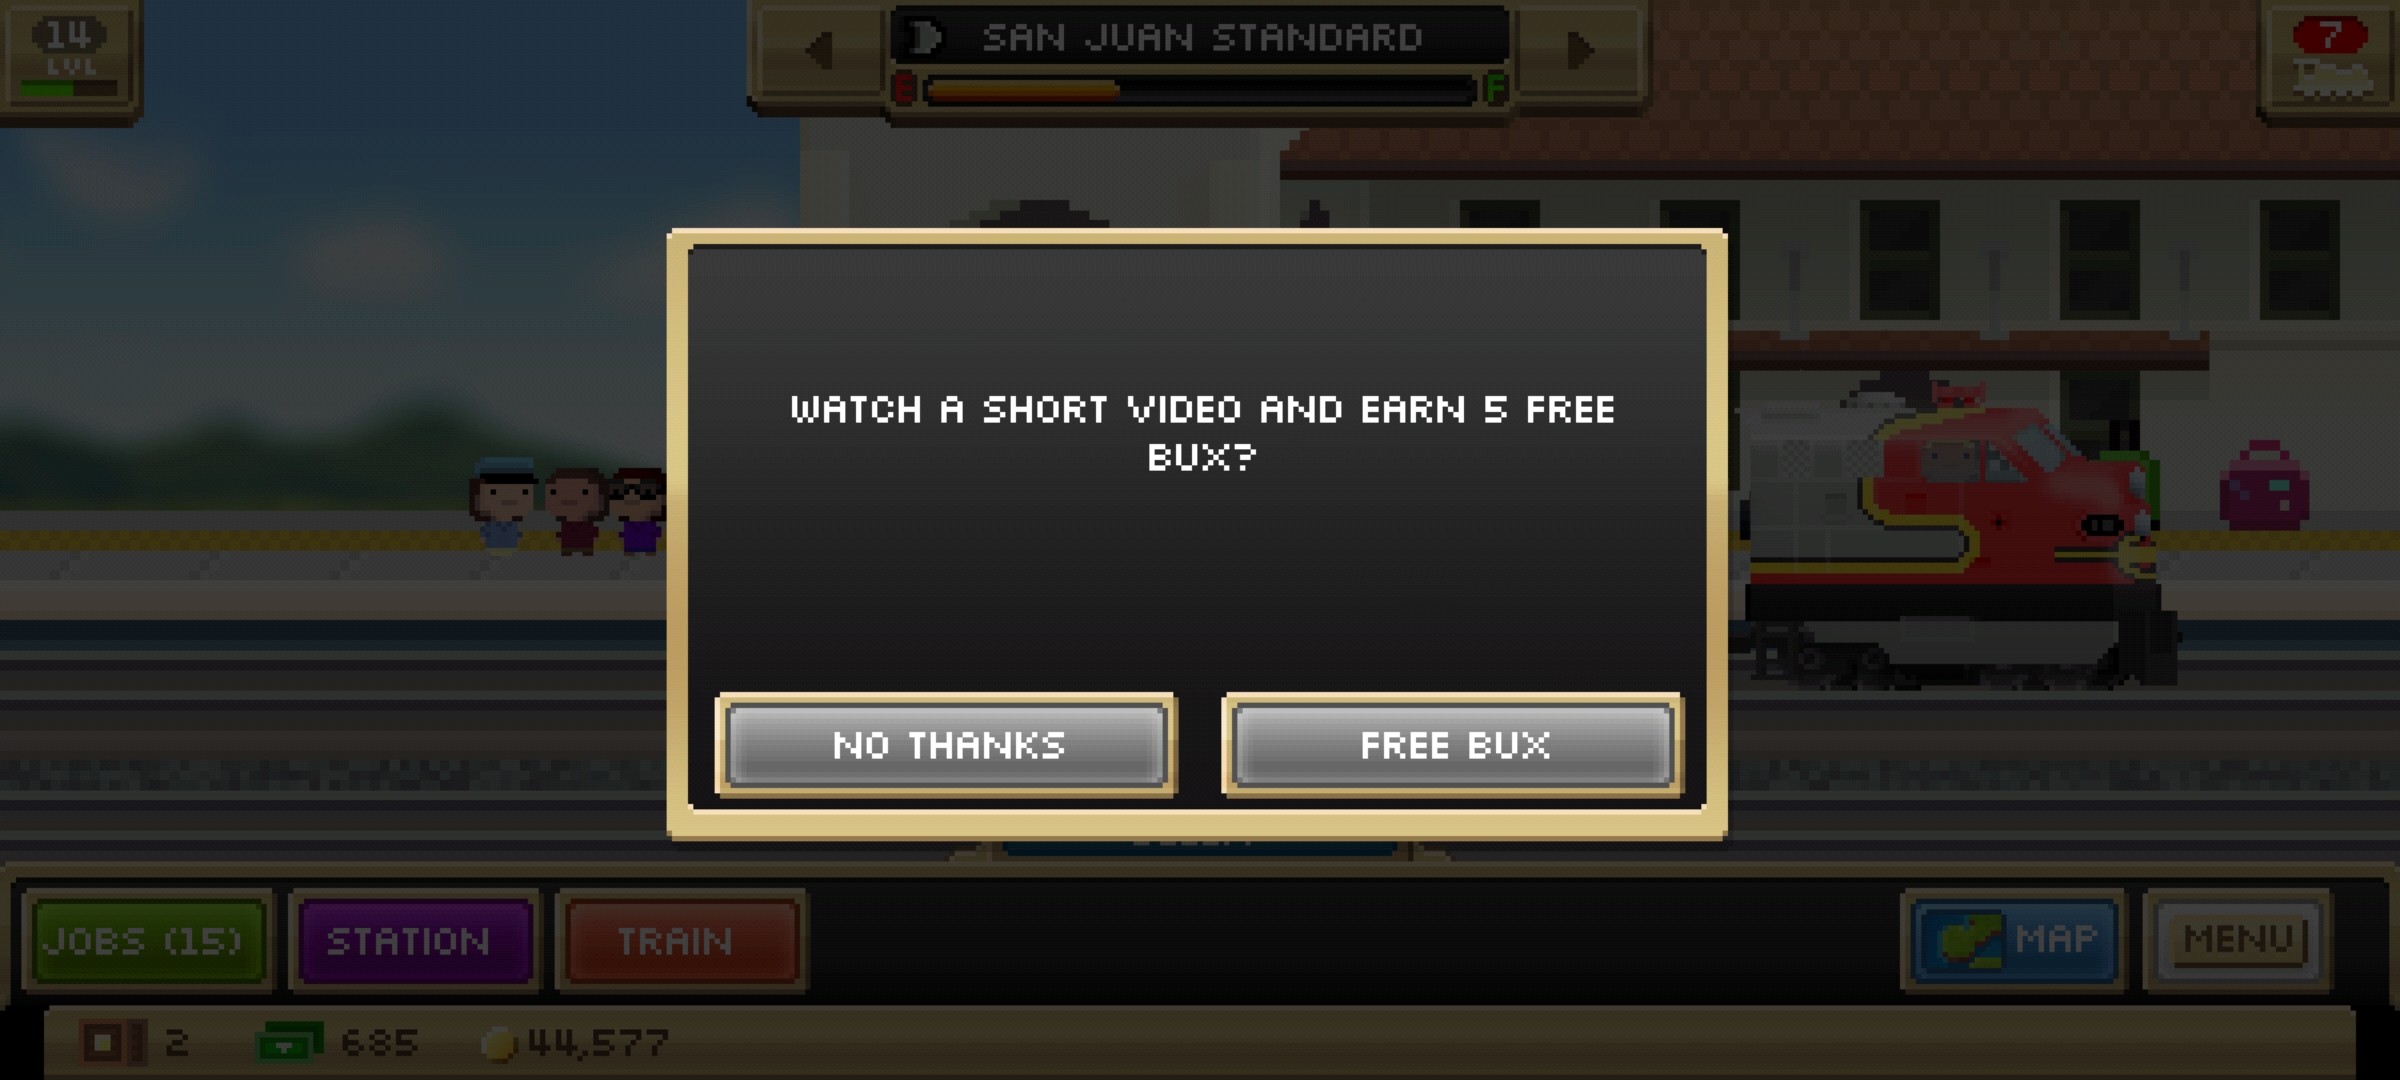 14
LVL
SAN JUAN STANDARD
E
F
7
WATCH A SHORT VIDEO AND EARN 5 FREE
BUX?
NO THANKS
FREE BUX
JOBS (15)
STATION
TRAIN
MAP
MENU
2
685
44,577